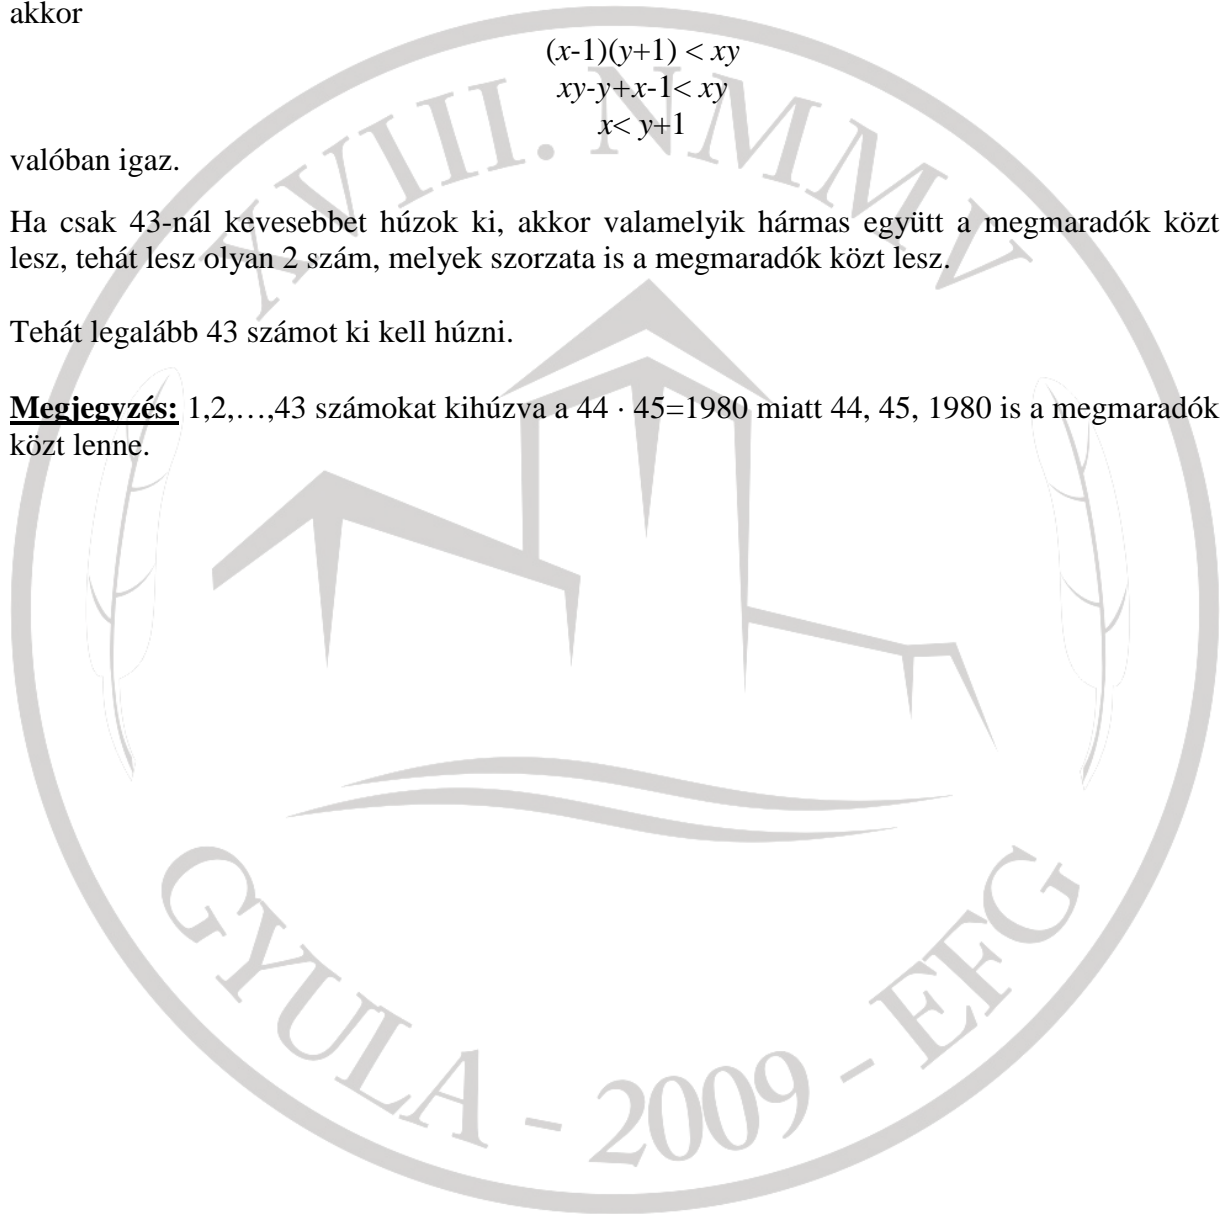 akkor
(x-1)(y+1) < xy
xy-y+x-1< xy
x< y+1
valóban igaz.
Ha csak 43-nál kevesebbet húzok ki, akkor valamelyik hármas együtt a megmaradók közt
lesz, tehát lesz olyan 2 szám, melyek szorzata is a megmaradók közt lesz.
Tehát legalább 43 számot ki kell húzni.
Megjegyzés: 1,2,…,43 számokat kihúzva a 44 · 45=1980 miatt 44, 45, 1980 is a megmaradók
közt lenne.
XVIII. NMMV
GYULA - 2009 - EFG